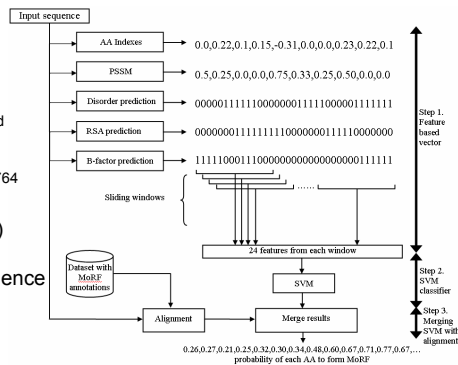 Input sequence
AA Indexes
0.0,0.22,0.1,0.15,-0.31,0.0,0.0,0.23,0.22,0.1
PSSM
0.5,0.25,0.0,0.0,0.75,0.33,0.25,0.50,0.0,0.0
Disorder prediction
RSA prediction
B-factor prediction
Sliding windows
24 features from each window
SVM
Dataset with
MoRF
annotations
Alignment
Merge results
0.26,0.27,0.21,0.25,0.32,0.30,0.34,0.48,0.60,0.67,0.71,0.77,0.67,...
probability of each AA to form MoRF
Step 1.
Feature
based
vector
Step 2.
SVM
classifier
Step 3.
Merging
SVM with
alignment
d
764
)
ence